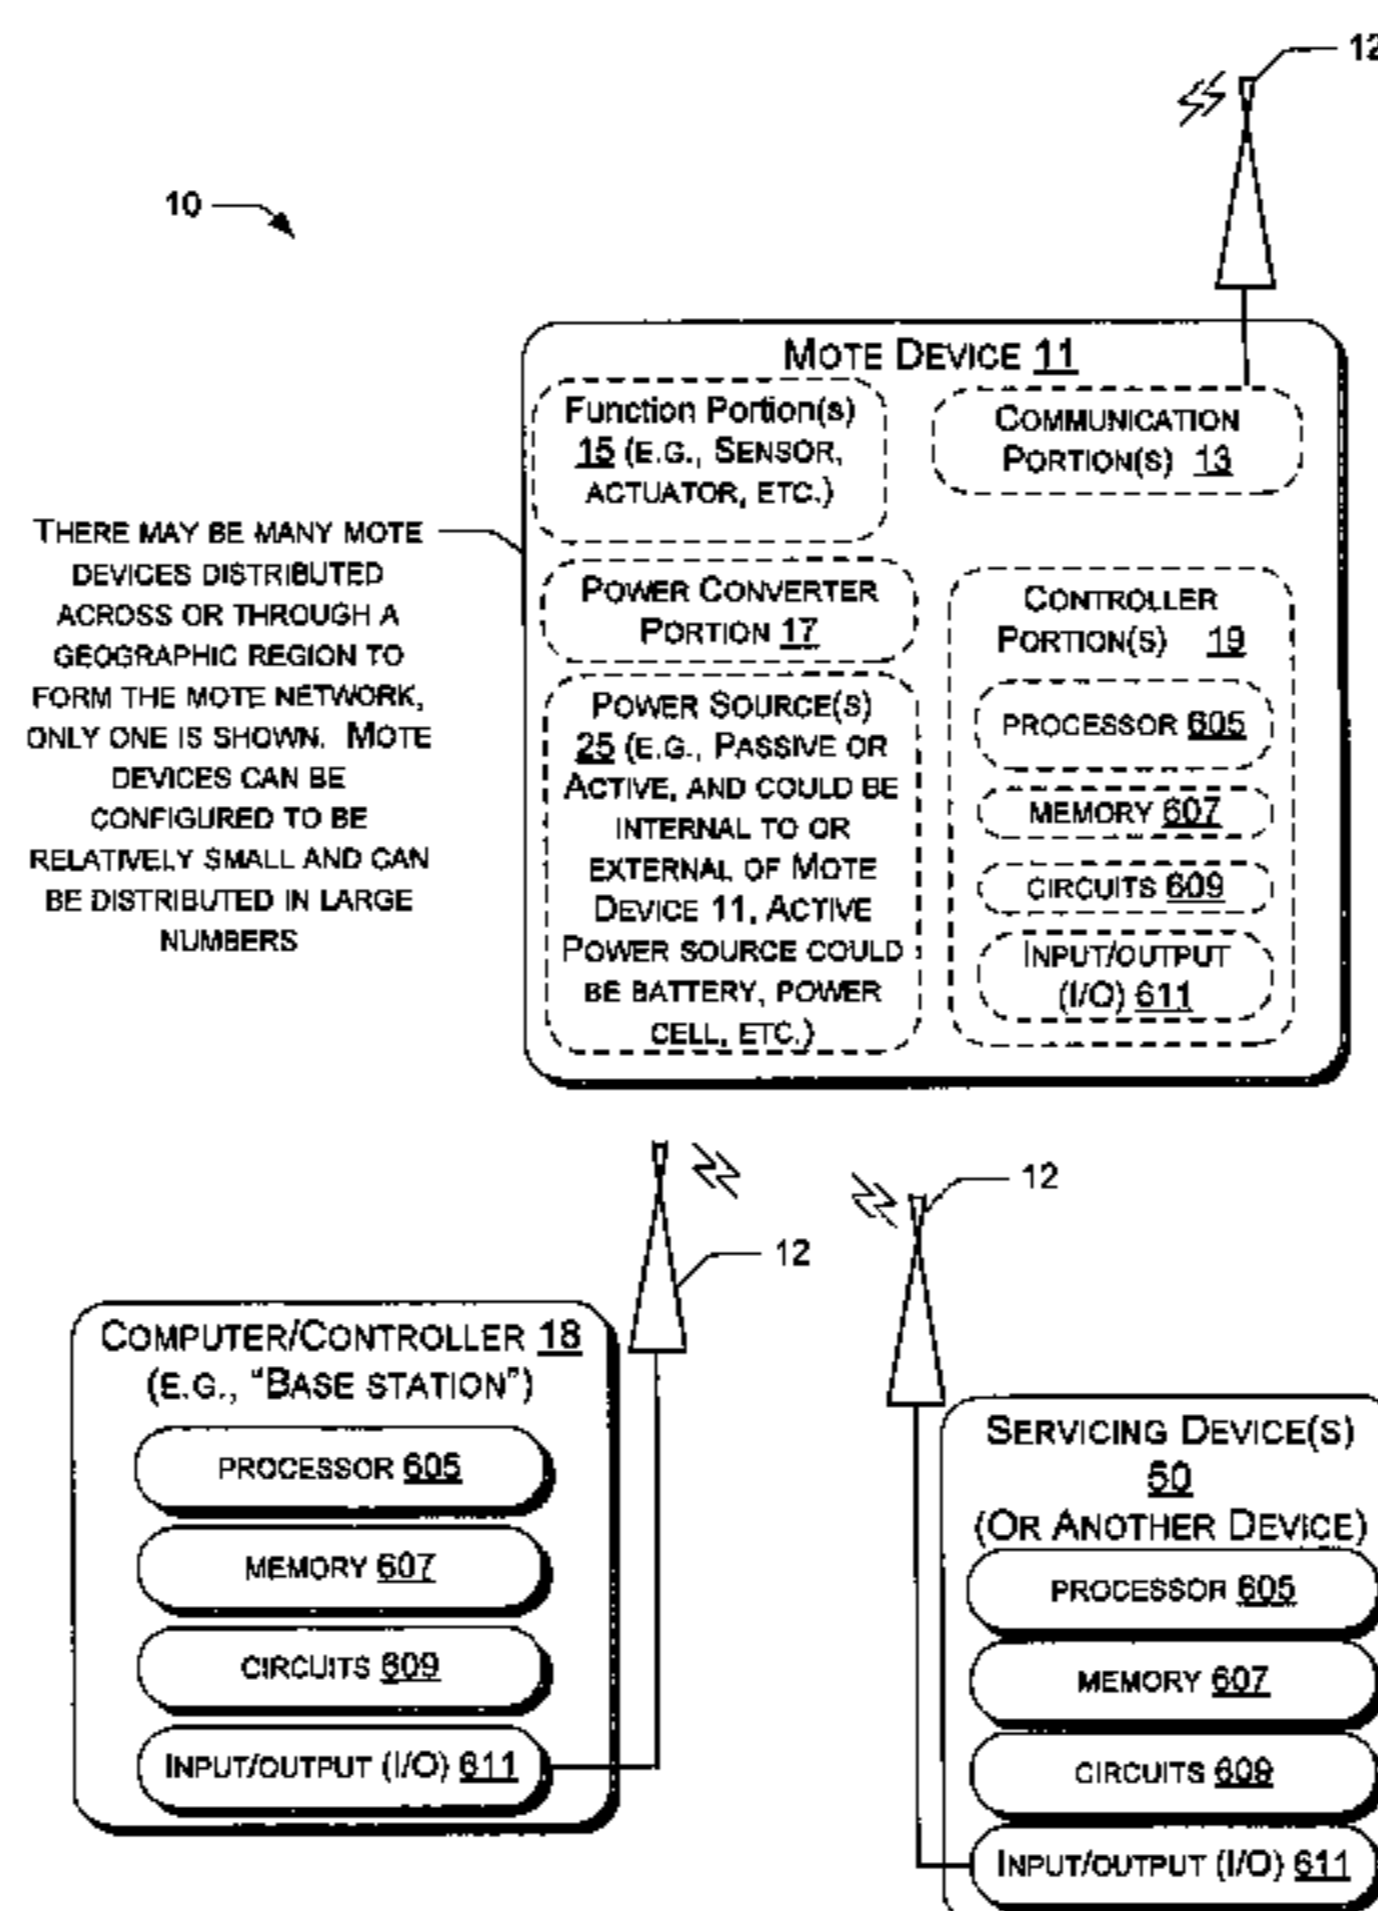 12
10
MOTE DEVICE 11
Function Portion(s)
15 (E.G., SENSOR,
ACTUATOR, ETC.)
COMMUNICATION
PORTION(S) 13
THERE MAY BE MANY MOTE
DEVICES DISTRIBUTED
ACROSS OR THROUGH A
GEOGRAPHIC REGION TO
FORM THE MOTE NETWORK,
ONLY ONE IS SHOWN. MOTE
DEVICES CAN BE
CONFIGURED TO BE
RELATIVELY SMALL AND CAN
BE DISTRIBUTED IN LARGE
NUMBERS
POWER CONVERTER
PORTION 17
POWER SOURCE(S)
25 (E.G., PASSIVE OR
ACTIVE, AND COULD BE
INTERNAL TO OR
EXTERNAL OF MOTE
DEVICE 11, ACTIVE
POWER SOURCE COULD
BE BATTERY, POWER
CELL, ETC.)
CONTROLLER
PORTION(S) 19
PROCESSOR 605
MEMORY 607
CIRCUITS 609
INPUT/OUTPUT
(I/O) 611
12
12
COMPUTER/CONTROLLER 18
(E.G., "BASE STATION")
PROCESSOR 605
MEMORY 607
CIRCUITS 609
INPUT/OUTPUT (I/O) 611
SERVICING DEVICE(S)
50
(OR ANOTHER DEVICE)
PROCESSOR 605
MEMORY 607
CIRCUITS 609
INPUT/OUTPUT (I/O) 611